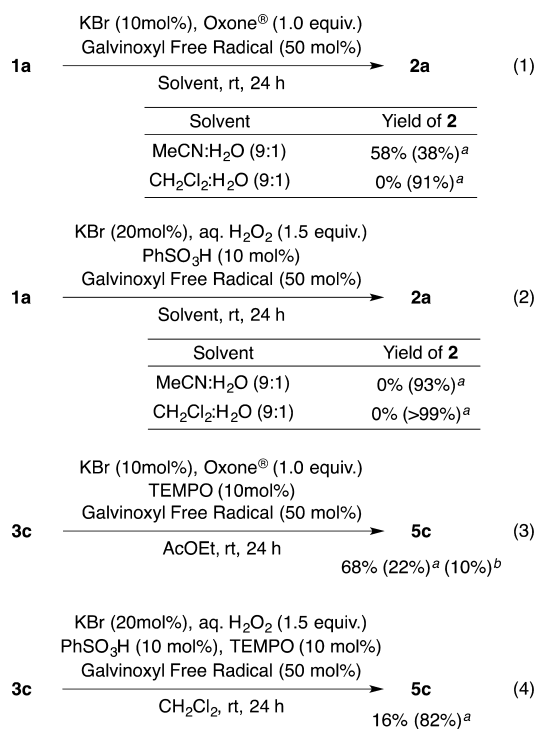 KBr (10mol%), Oxone® (1.0 equiv.)
Galvinoxyl Free Radical (50 mol%)
1a 2a (1)
Solvent, rt, 24 h
Solvent Yield of 2
MeCN:H₂O (9:1) 58% (38%)ᵃ
CH₂Cl₂:H₂O (9:1) 0% (91%)ᵃ
KBr (20mol%), aq. H₂O₂ (1.5 equiv.)
PhSO₃H (10 mol%)
Galvinoxyl Free Radical (50 mol%)
1a 2a (2)
Solvent, rt, 24 h
Solvent Yield of 2
MeCN:H₂O (9:1) 0% (93%)ᵃ
CH₂Cl₂:H₂O (9:1) 0% (>99%)ᵃ
KBr (10mol%), Oxone® (1.0 equiv.)
TEMPO (10mol%)
Galvinoxyl Free Radical (50 mol%)
3c 5c (3)
AcOEt, rt, 24 h
68% (22%)ᵃ (10%)ᵇ
KBr (20mol%), aq. H₂O₂ (1.5 equiv.)
PhSO₃H (10 mol%), TEMPO (10 mol%)
Galvinoxyl Free Radical (50 mol%)
3c 5c (4)
CH₂Cl₂, rt, 24 h
16% (82%)ᵃ